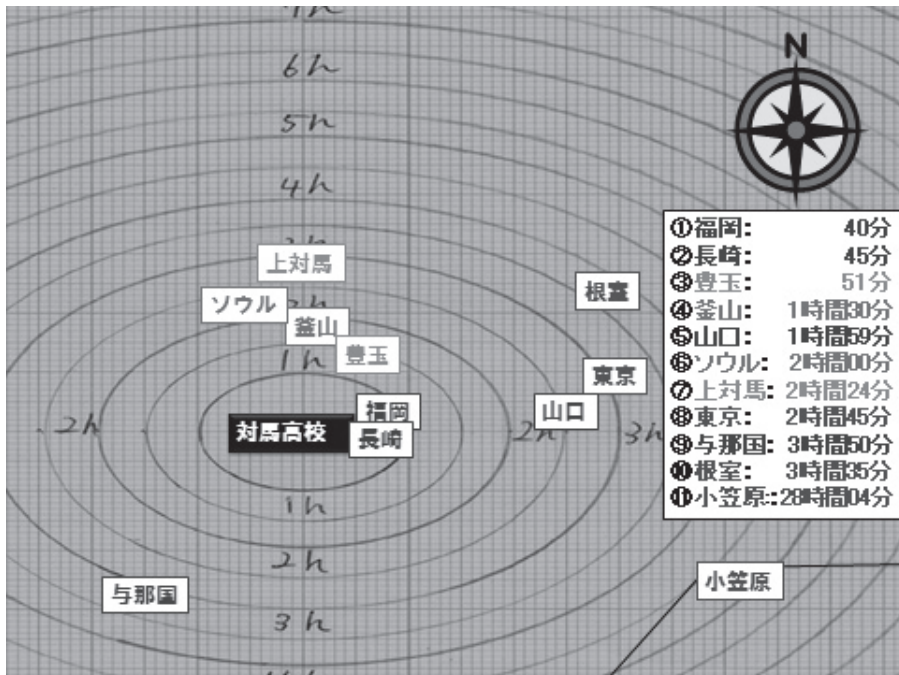 7h
6h
5h
4h
3h
上対馬
2h
ソウル
釜山
豊玉
1h
根室
東京
山口
福岡
対馬高校
長崎
2h
2h
3h
1h
2h
与那国
3h
小笠原
N
①福岡: 40分
②長崎: 45分
③豊玉: 51分
④釜山: 1時間30分
⑤山口: 1時間59分
⑥ソウル: 2時間00分
⑦上対馬: 2時間24分
⑧東京: 2時間45分
⑨与那国: 3時間50分
⑩根室: 3時間35分
⑪小笠原: 28時間04分